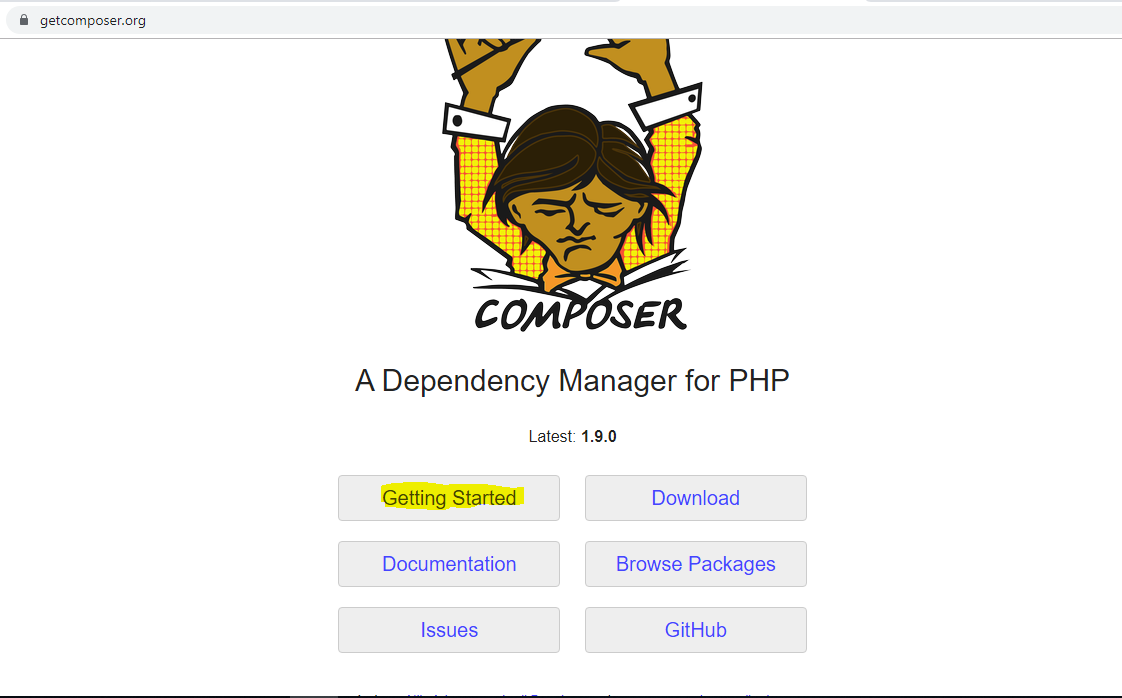 getcomposer.org
COMPOSER
A Dependency Manager for PHP
Latest: 1.9.0
Getting Started
Download
Documentation
Browse Packages
Issues
GitHub